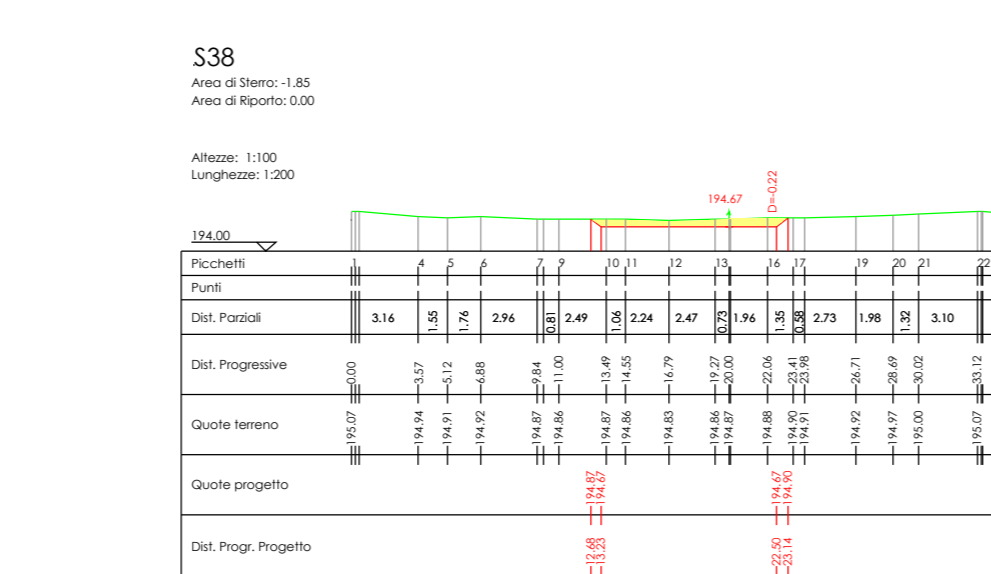 S38
Area di Sterro: -1.85
Area di Riporto: 0.00
Altezze: 1:100
Lunghezze: 1:200
194.67
D=-0.22
194.00
Picchetti 1 4 5 6 7 9 10 11 12 13 16 17 19 20 21 22
Punti
Dist. Parziali 3.16 1.55 1.76 2.96 0.81 2.49 1.06 2.24 2.47 0.73 1.96 1.35 0.58 2.73 1.98 1.32 3.10
Dist. Progressive 0.00 3.57 5.12 6.88 9.84 11.00 13.49 14.55 16.79 19.27 20.00 22.06 23.41 23.98 26.71 28.69 30.02 33.12
Quote terreno 195.07 194.94 194.91 194.92 194.87 194.86 194.87 194.86 194.83 194.86 194.87 194.88 194.90 194.91 194.92 194.97 195.00 195.07
Quote progetto 194.87 194.67 194.67 194.90
Dist. Progr. Progetto 12.68 13.23 22.50 23.14